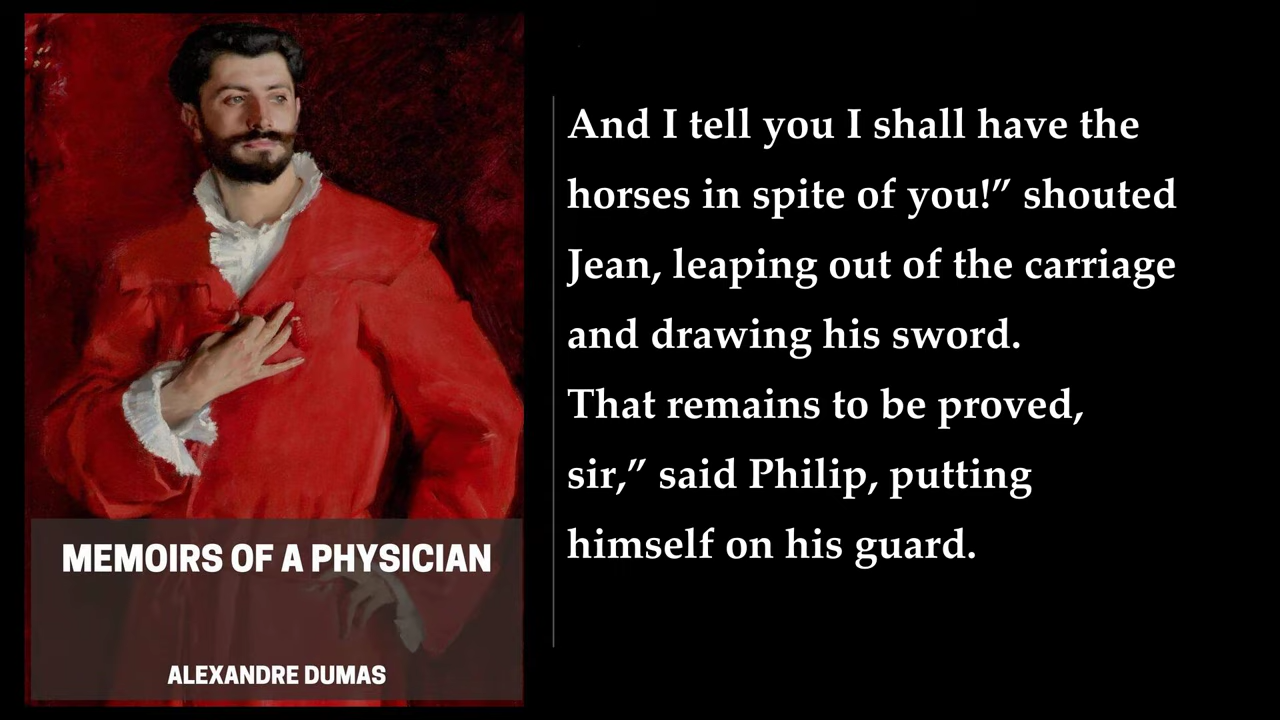 MEMOIRS OF A PHYSICIAN
ALEXANDRE DUMAS
And I tell you I shall have the
horses in spite of you!” shouted
Jean, leaping out of the carriage
and drawing his sword.
That remains to be proved,
sir,” said Philip, putting
himself on his guard.